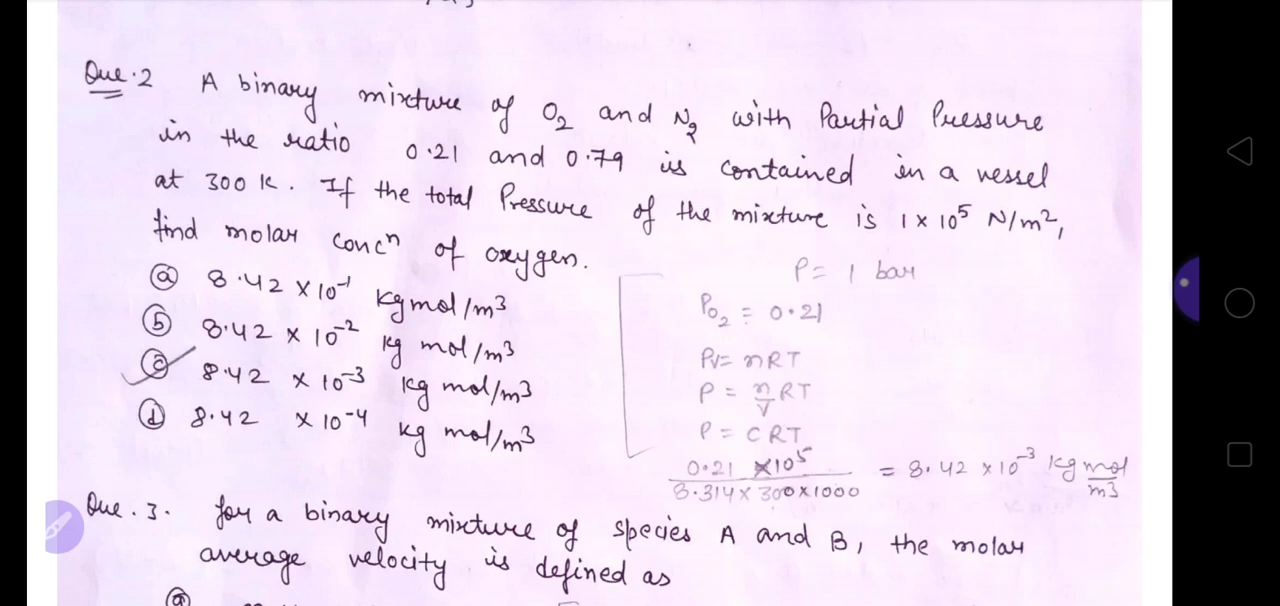 Que.2 A binary mixture of O₂ and N₂ with Partial Pressure
in the ratio 0.21 and 0.79 is contained in a vessel
at 300 K. If the total Pressure of the mixture is 1 x 10⁵ N/m²,
find molar concⁿ of oxygen.
ⓐ 8.42 x 10⁻¹ kg mol/m3
ⓑ 8.42 x 10⁻² kg mol/m3
ⓒ 8.42 x 10⁻³ kg mol/m3
ⓓ 8.42 x 10⁻⁴ kg mol/m3
P = 1 bar
Po₂ = 0.21
Pv = nRT
P = n/V RT
P = CRT
0.21 x10⁵ / 8.314 x 300 x 1000 = 8.42 x 10⁻³ kg mol/m3
Que.3. for a binary mixture of species A and B, the molar
average velocity is defined as
ⓐ